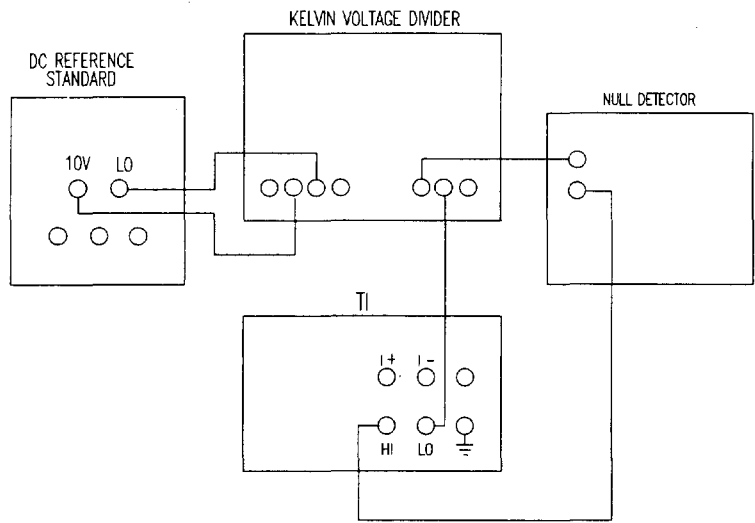 KELVIN VOLTAGE DIVIDER
DC REFERENCE
STANDARD
NULL DETECTOR
10V LO
TI
I+ I-
HI LO